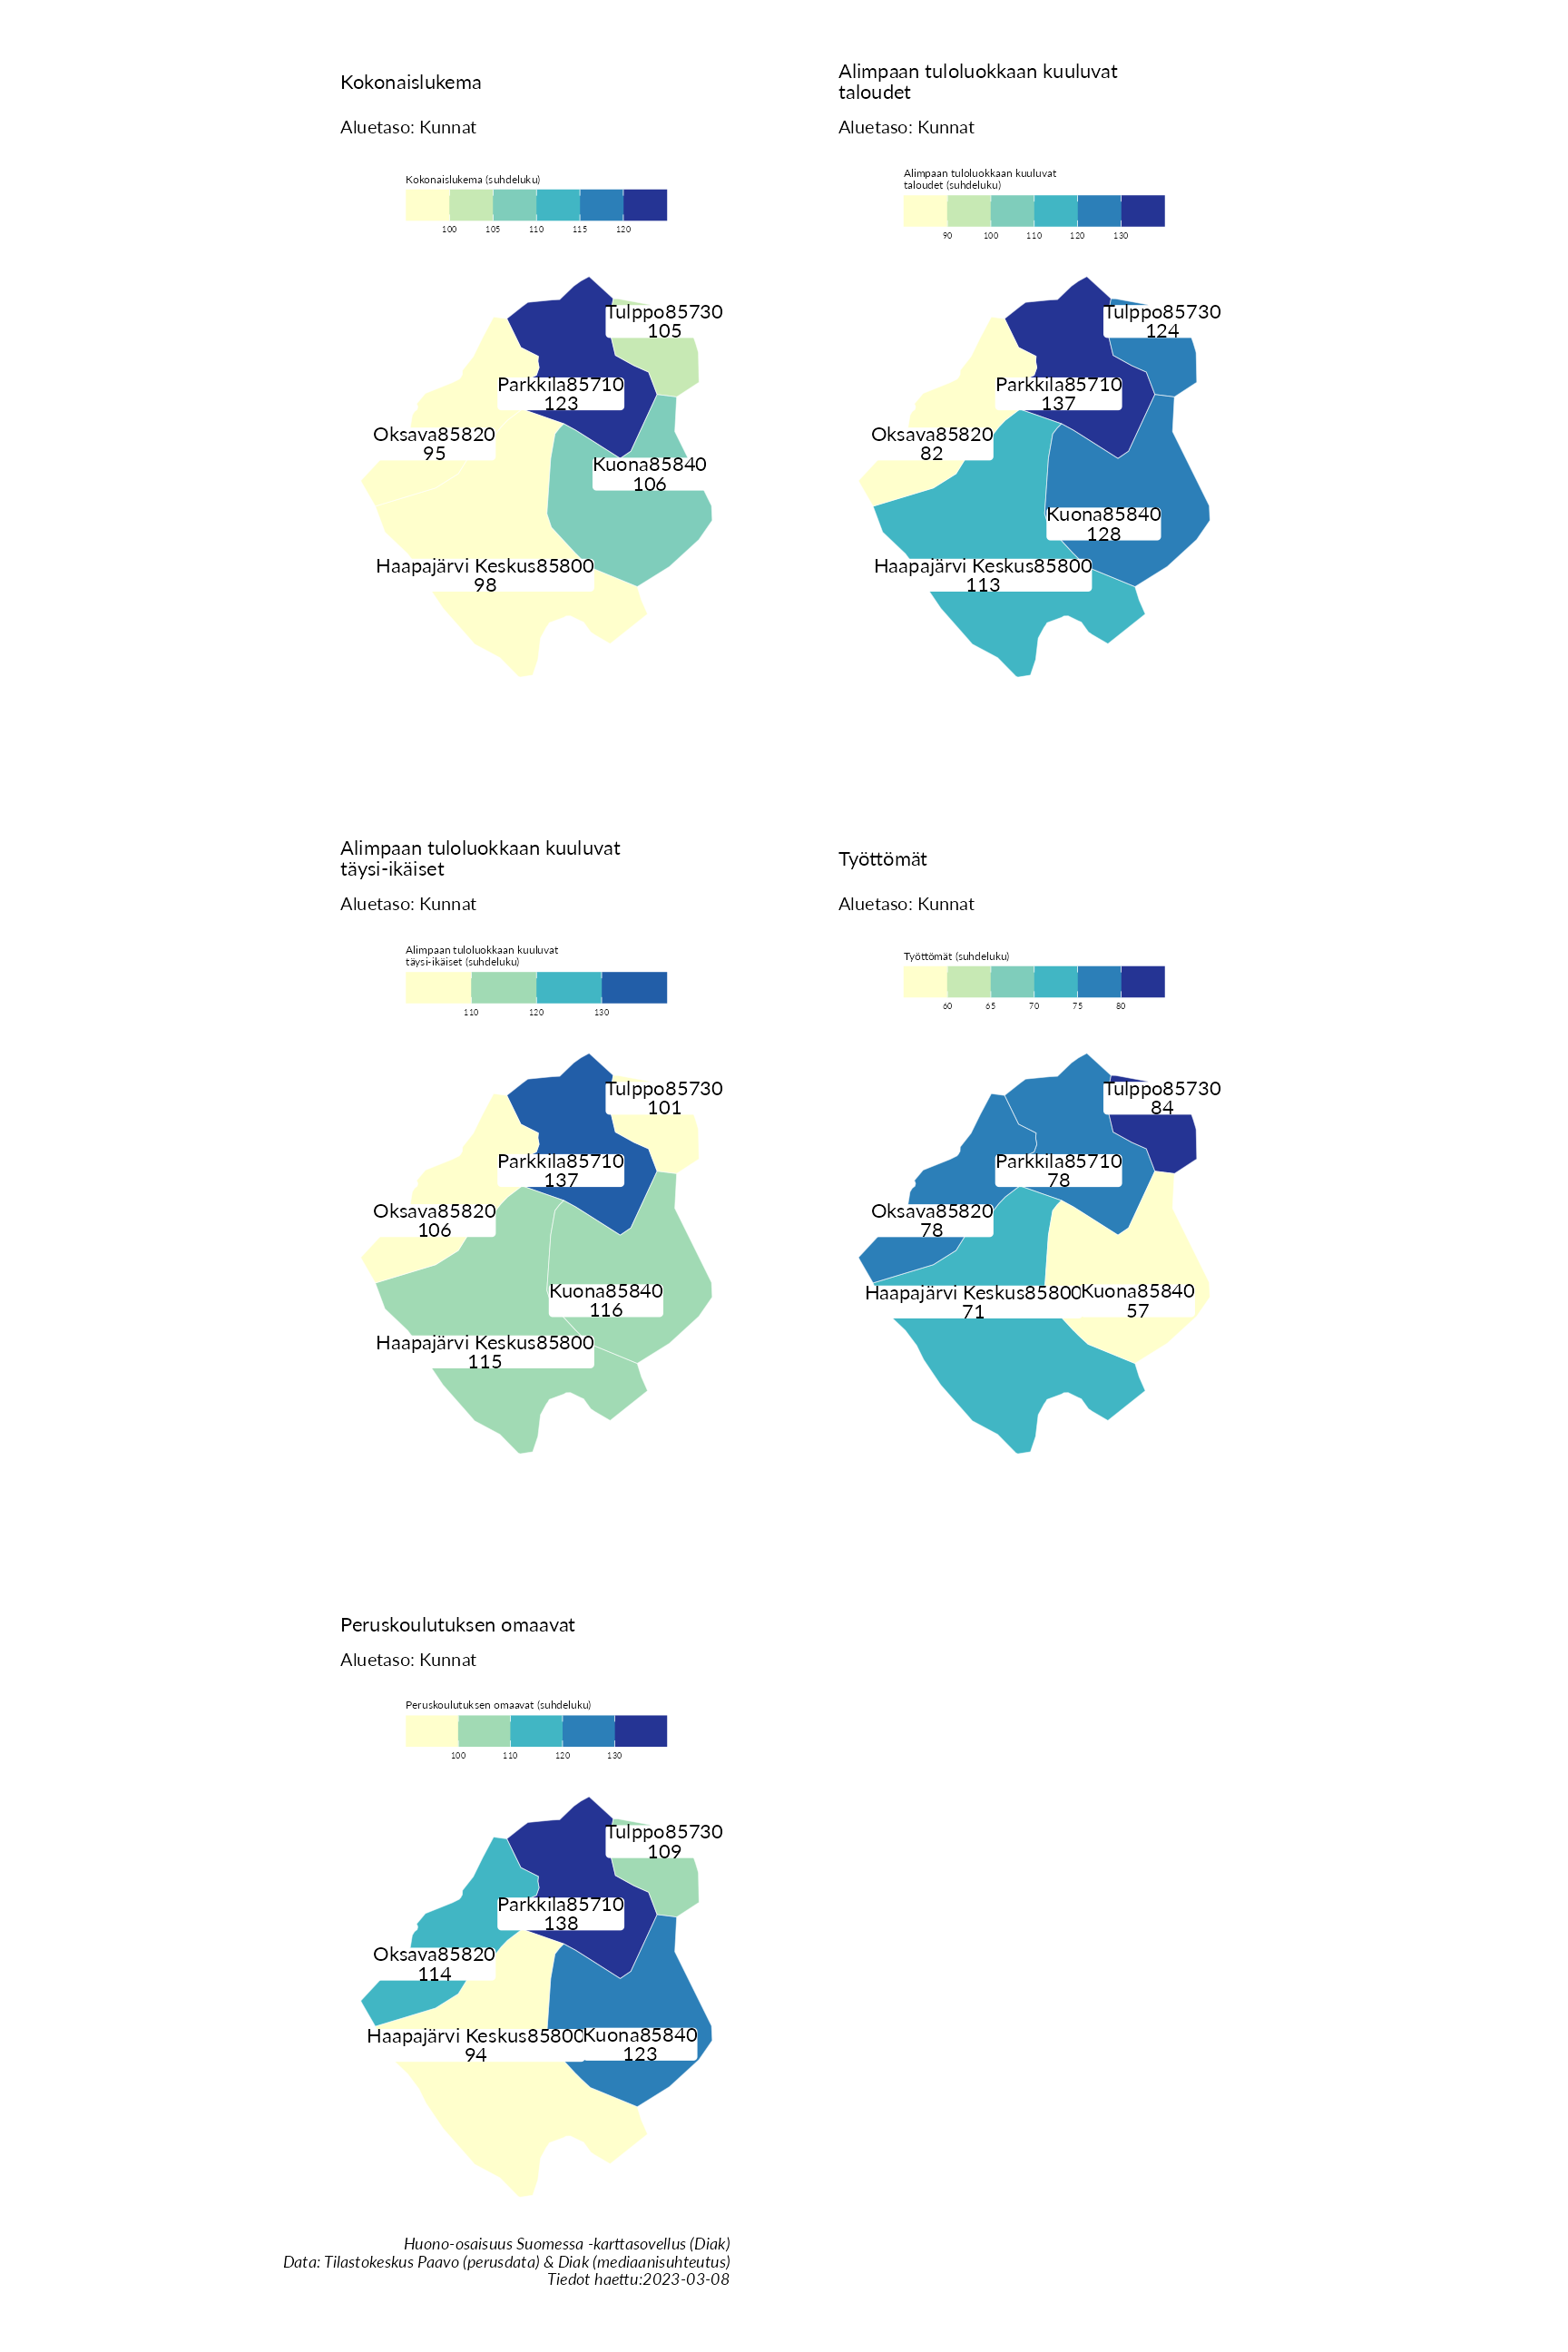 Kokonaislukema
Aluetaso: Kunnat
Kokonaislukema (suhdeluku)
100 105 110 115 120
Tulppo85730
105
Parkkila85710
123
Oksava85820
95
Kuona85840
106
Haapajärvi Keskus85800
98
Alimpaan tuloluokkaan kuuluvat
taloudet
Aluetaso: Kunnat
Alimpaan tuloluokkaan kuuluvat
taloudet (suhdeluku)
90 100 110 120 130
Tulppo85730
124
Parkkila85710
137
Oksava85820
82
Kuona85840
128
Haapajärvi Keskus85800
113
Alimpaan tuloluokkaan kuuluvat
täysi-ikäiset
Aluetaso: Kunnat
Alimpaan tuloluokkaan kuuluvat
täysi-ikäiset (suhdeluku)
110 120 130
Tulppo85730
101
Parkkila85710
137
Oksava85820
106
Kuona85840
116
Haapajärvi Keskus85800
115
Työttömät
Aluetaso: Kunnat
Työttömät (suhdeluku)
60 65 70 75 80
Tulppo85730
84
Parkkila85710
78
Oksava85820
78
Haapajärvi Keskus85800
71
Kuona85840
57
Peruskoulutuksen omaavat
Aluetaso: Kunnat
Peruskoulutuksen omaavat (suhdeluku)
100 110 120 130
Tulppo85730
109
Parkkila85710
138
Oksava85820
114
Haapajärvi Keskus85800
94
Kuona85840
123
Huono-osaisuus Suomessa -karttasovellus (Diak)
Data: Tilastokeskus Paavo (perusdata) & Diak (mediaanisuhteutus)
Tiedot haettu:2023-03-08